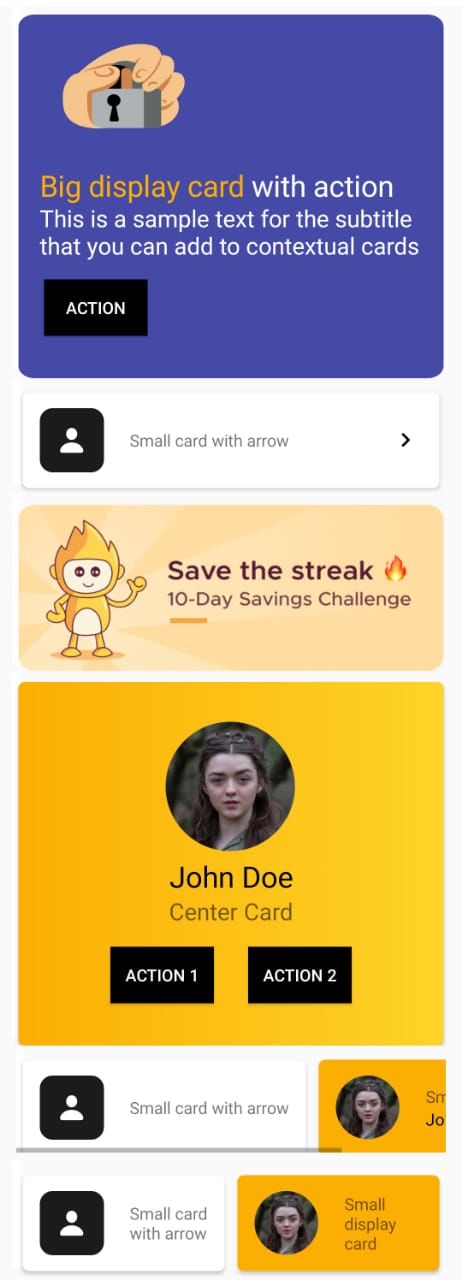 Big display card with action
This is a sample text for the subtitle
that you can add to contextual cards
ACTION
Small card with arrow
Save the streak 🔥
10-Day Savings Challenge
John Doe
Center Card
ACTION 1
ACTION 2
Small card with arrow
Sm
Jo
Small card
with arrow
Small
display
card